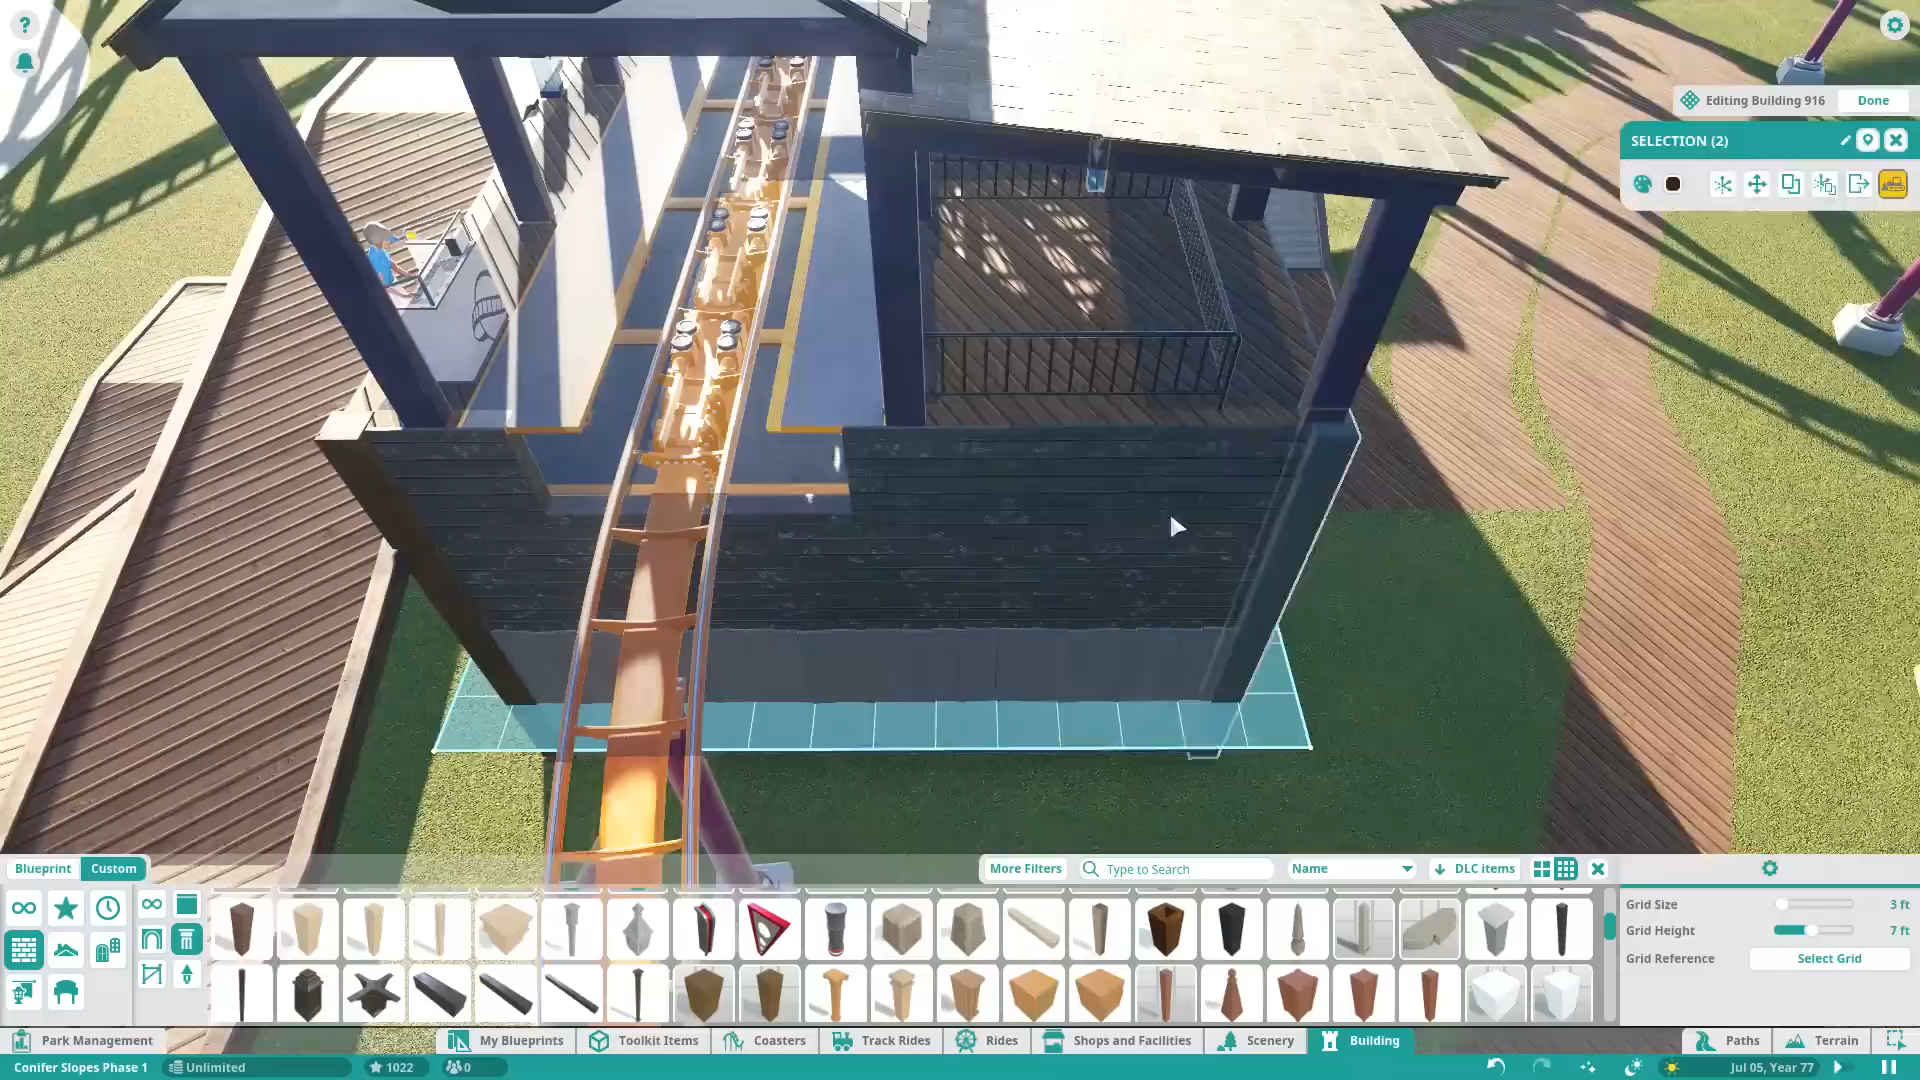 ?
Editing Building 916
Done
SELECTION (2)
Blueprint
Custom
More Filters
Type to Search
Name
DLC items
Grid Size
3 ft
Grid Height
7 ft
Grid Reference
Select Grid
Park Management
My Blueprints
Toolkit Items
Coasters
Track Rides
Rides
Shops and Facilities
Scenery
Building
Paths
Terrain
Conifer Slopes Phase 1
Unlimited
1022
0
Jul 05, Year 77